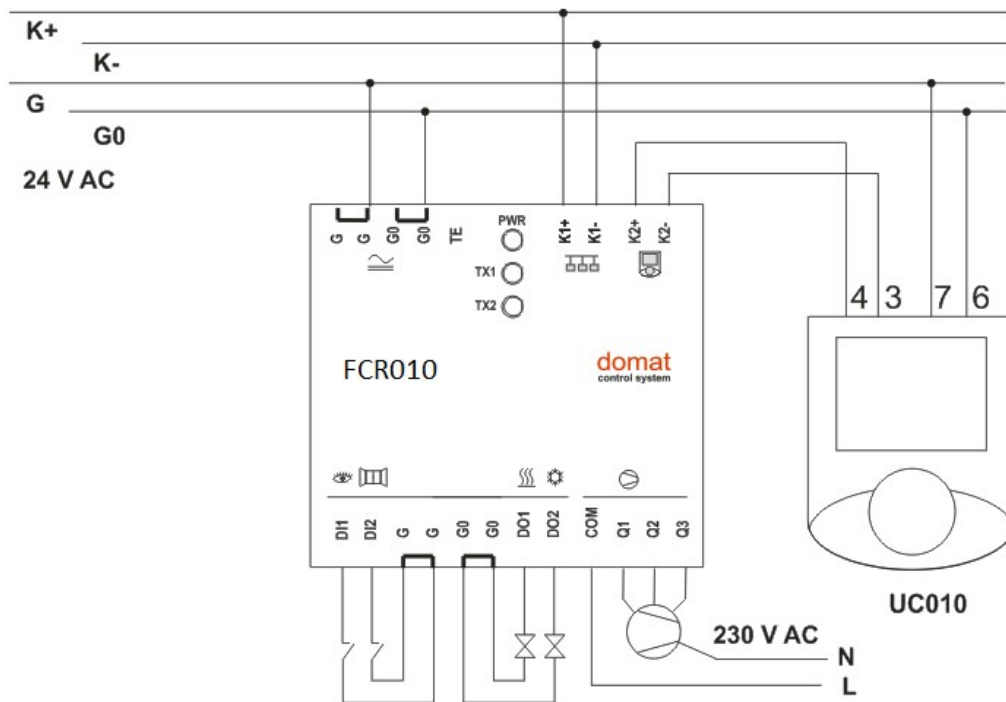 K+
K-
G
G0
24 V AC
G G G0 G0 TE PWR K1+ K1- K2+ K2-
TX1
TX2
4 3 7 6
FCR010
domat
control system
DI1 DI2 G G G0 G0 DO1 DO2 COM Q1 Q2 Q3
UC010
230 V AC
N
L